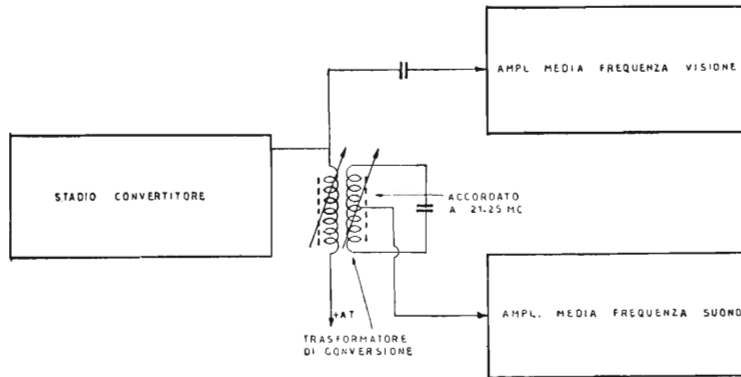 AMPL. MEDIA FREQUENZA VISIONE
STADIO CONVERTITORE
ACCORDATO
A 21-25 MC
+AT
TRASFORMATORE
DI CONVERSIONE
AMPL. MEDIA FREQUENZA SUONO